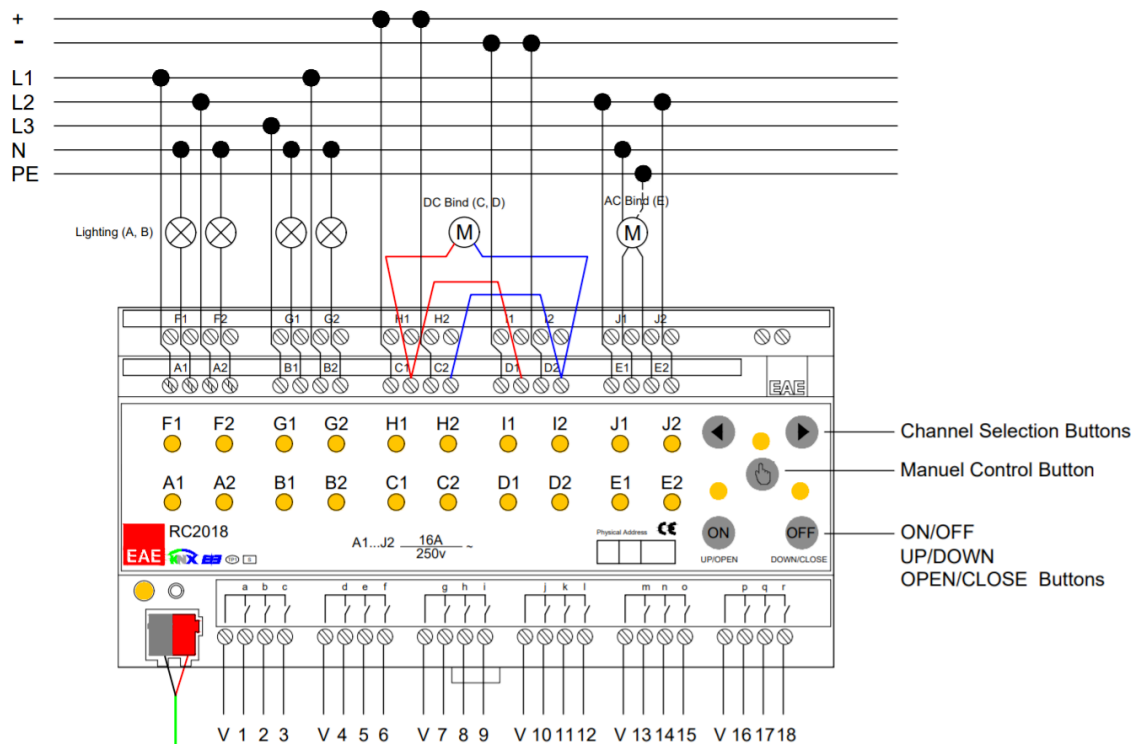 +
-
L1
L2
L3
N
PE
Lighting (A, B)
DC Bind (C, D)
AC Bind (E)
M
M
F1 F2 G1 G2 H1 H2 I1 I2 J1 J2
A1 A2 B1 B2 C1 C2 D1 D2 E1 E2
EAE
F1 F2 G1 G2 H1 H2 I1 I2 J1 J2
A1 A2 B1 B2 C1 C2 D1 D2 E1 E2
Channel Selection Buttons
Manuel Control Button
EAE
RC2018
KNX
A1...J2 16A
250v ~
Physical Address CE
ON OFF
UP/OPEN DOWN/CLOSE
ON/OFF
UP/DOWN
OPEN/CLOSE Buttons
a b c d e f g h i j k l m n o p q r
V 1 2 3 V 4 5 6 V 7 8 9 V 10 11 12 V 13 14 15 V 16 17 18